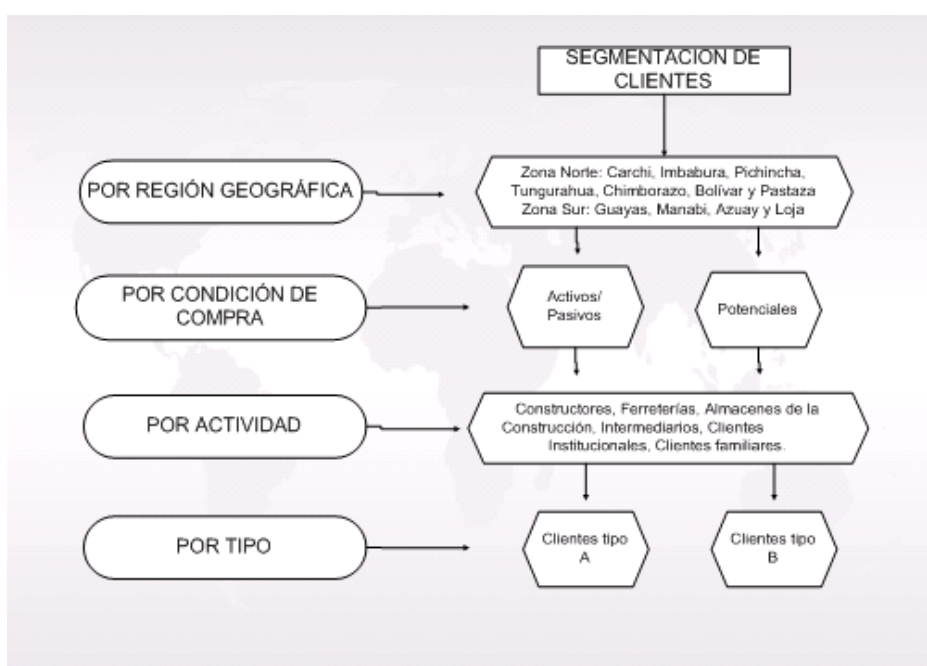 SEGMENTACION DE
CLIENTES
POR REGIÓN GEOGRÁFICA
Zona Norte: Carchi, Imbabura, Pichincha,
Tungurahua, Chimborazo, Bolívar y Pastaza
Zona Sur: Guayas, Manabi, Azuay y Loja
POR CONDICIÓN DE
COMPRA
Activos/
Pasivos
Potenciales
POR ACTIVIDAD
Constructores, Ferreterías, Almacenes de la
Construcción, Intermediarios, Clientes
Institucionales, Clientes familiares.
POR TIPO
Clientes tipo
A
Clientes tipo
B